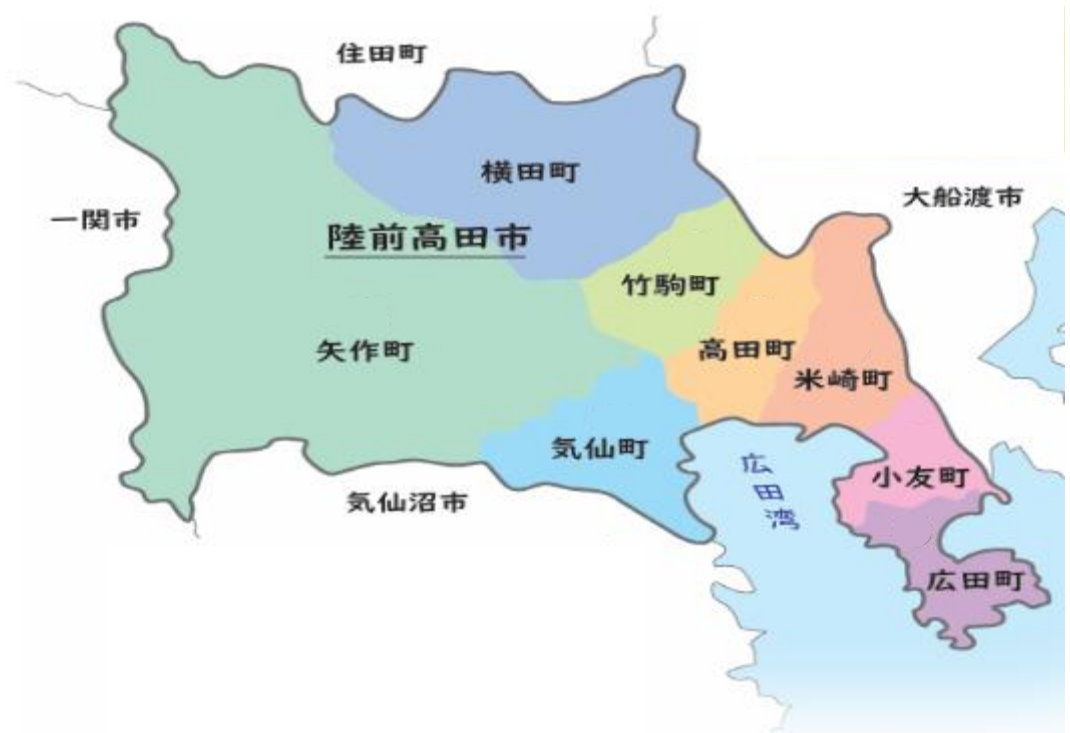 住田町
横田町
大船渡市
一関市
陸前高田市
竹駒町
矢作町
高田町
米崎町
気仙町
広田湾
小友町
気仙沼市
広田町